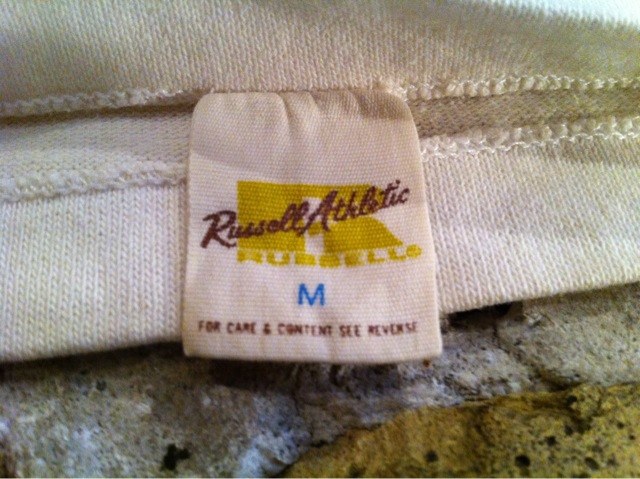 Russell Athletic
RUSSELL
M
FOR CARE & CONTENT SEE REVERSE